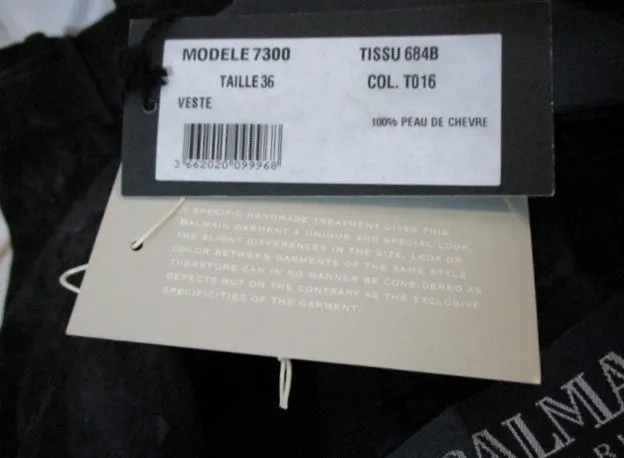 MODELE 7300 TISSU 684B
TAILLE 36 COL. T016
VESTE
100% PEAU DE CHEVRE
3 662020 099968
A SPECIFIC HANDMADE TREATMENT GIVES THIS
BALMAIN GARMENT A UNIQUE AND SPECIAL LOOK.
THE SLIGHT DIFFERENCES IN THE SIZE, LOOK OR
COLOR BETWEEN GARMENTS OF THE SAME STYLE
THEREFORE CAN IN NO MANNER BE CONSIDERED AS
DEFECTS BUT ON THE CONTRARY AS THE EXCLUSIVE
SPECIFICITIES OF THE GARMENT.
BALMA